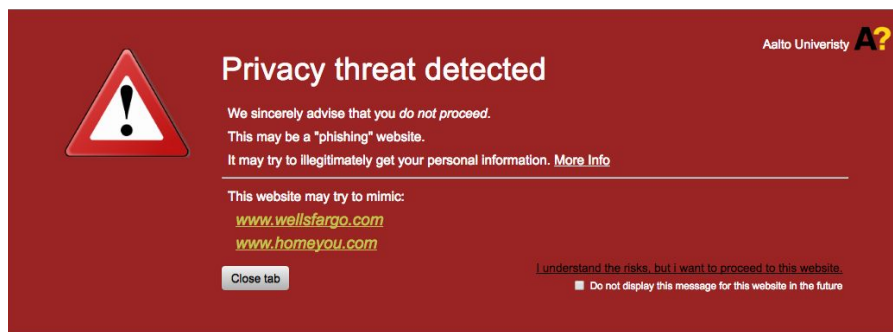 Aalto Univeristy A?
Privacy threat detected
We sincerely advise that you do not proceed.
This may be a "phishing" website.
It may try to illegitimately get your personal information. More Info
This website may try to mimic:
www.wellsfargo.com
www.homeyou.com
I understand the risks, but i want to proceed to this website.
Close tab
Do not display this message for this website in the future